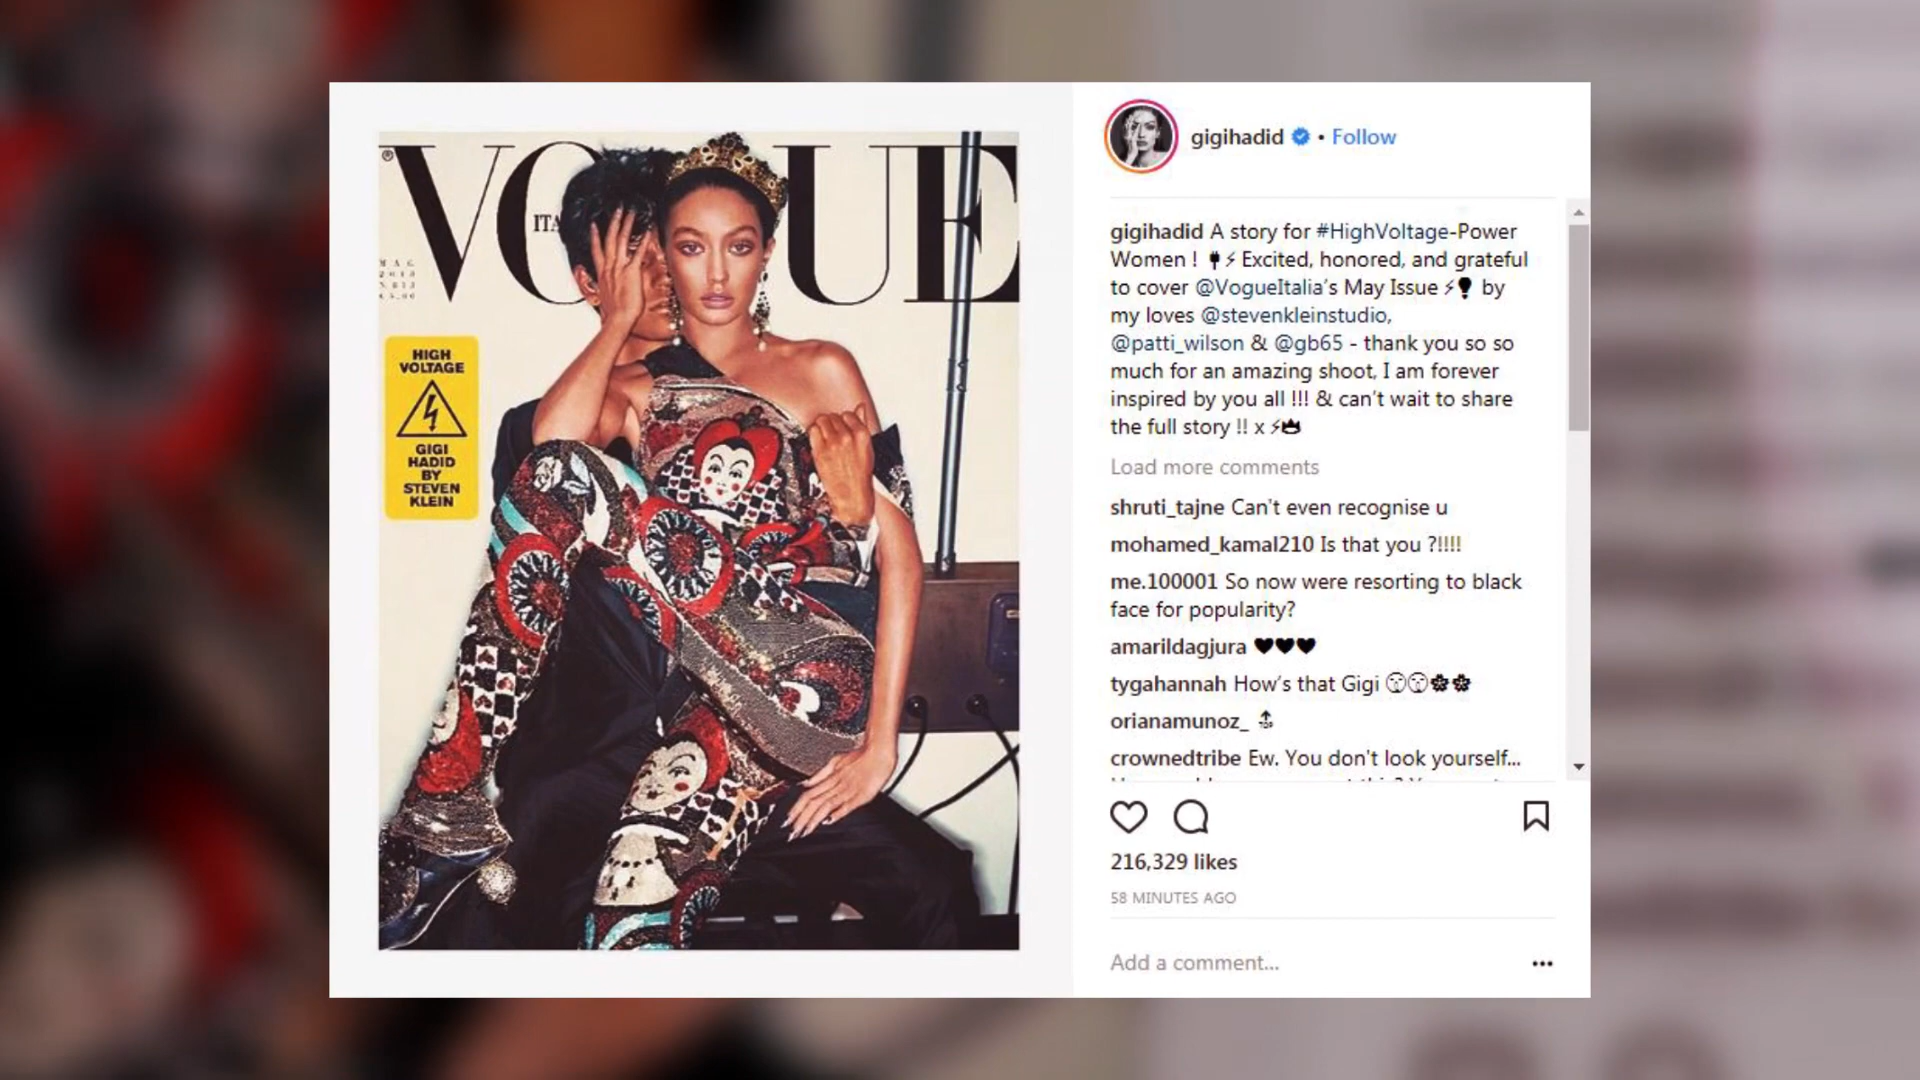 VOGUE
®
ITA
HIGH
VOLTAGE
GIGI
HADID
BY
STEVEN
KLEIN
gigihadid • Follow
gigihadid A story for #HighVoltage-Power
Women ! Excited, honored, and grateful
to cover @VogueItalia's May Issue by
my loves @stevenkleinstudio,
@patti_wilson & @gb65 - thank you so so
much for an amazing shoot, I am forever
inspired by you all !!! & can't wait to share
the full story !! x
Load more comments
shruti_tajne Can't even recognise u
mohamed_kamal210 Is that you ?!!!!
me.100001 So now were resorting to black
face for popularity?
amarildagjura ♥♥♥
tygahannah How's that Gigi
orianamunoz_
crownedtribe Ew. You don't look yourself...
216,329 likes
58 MINUTES AGO
Add a comment...